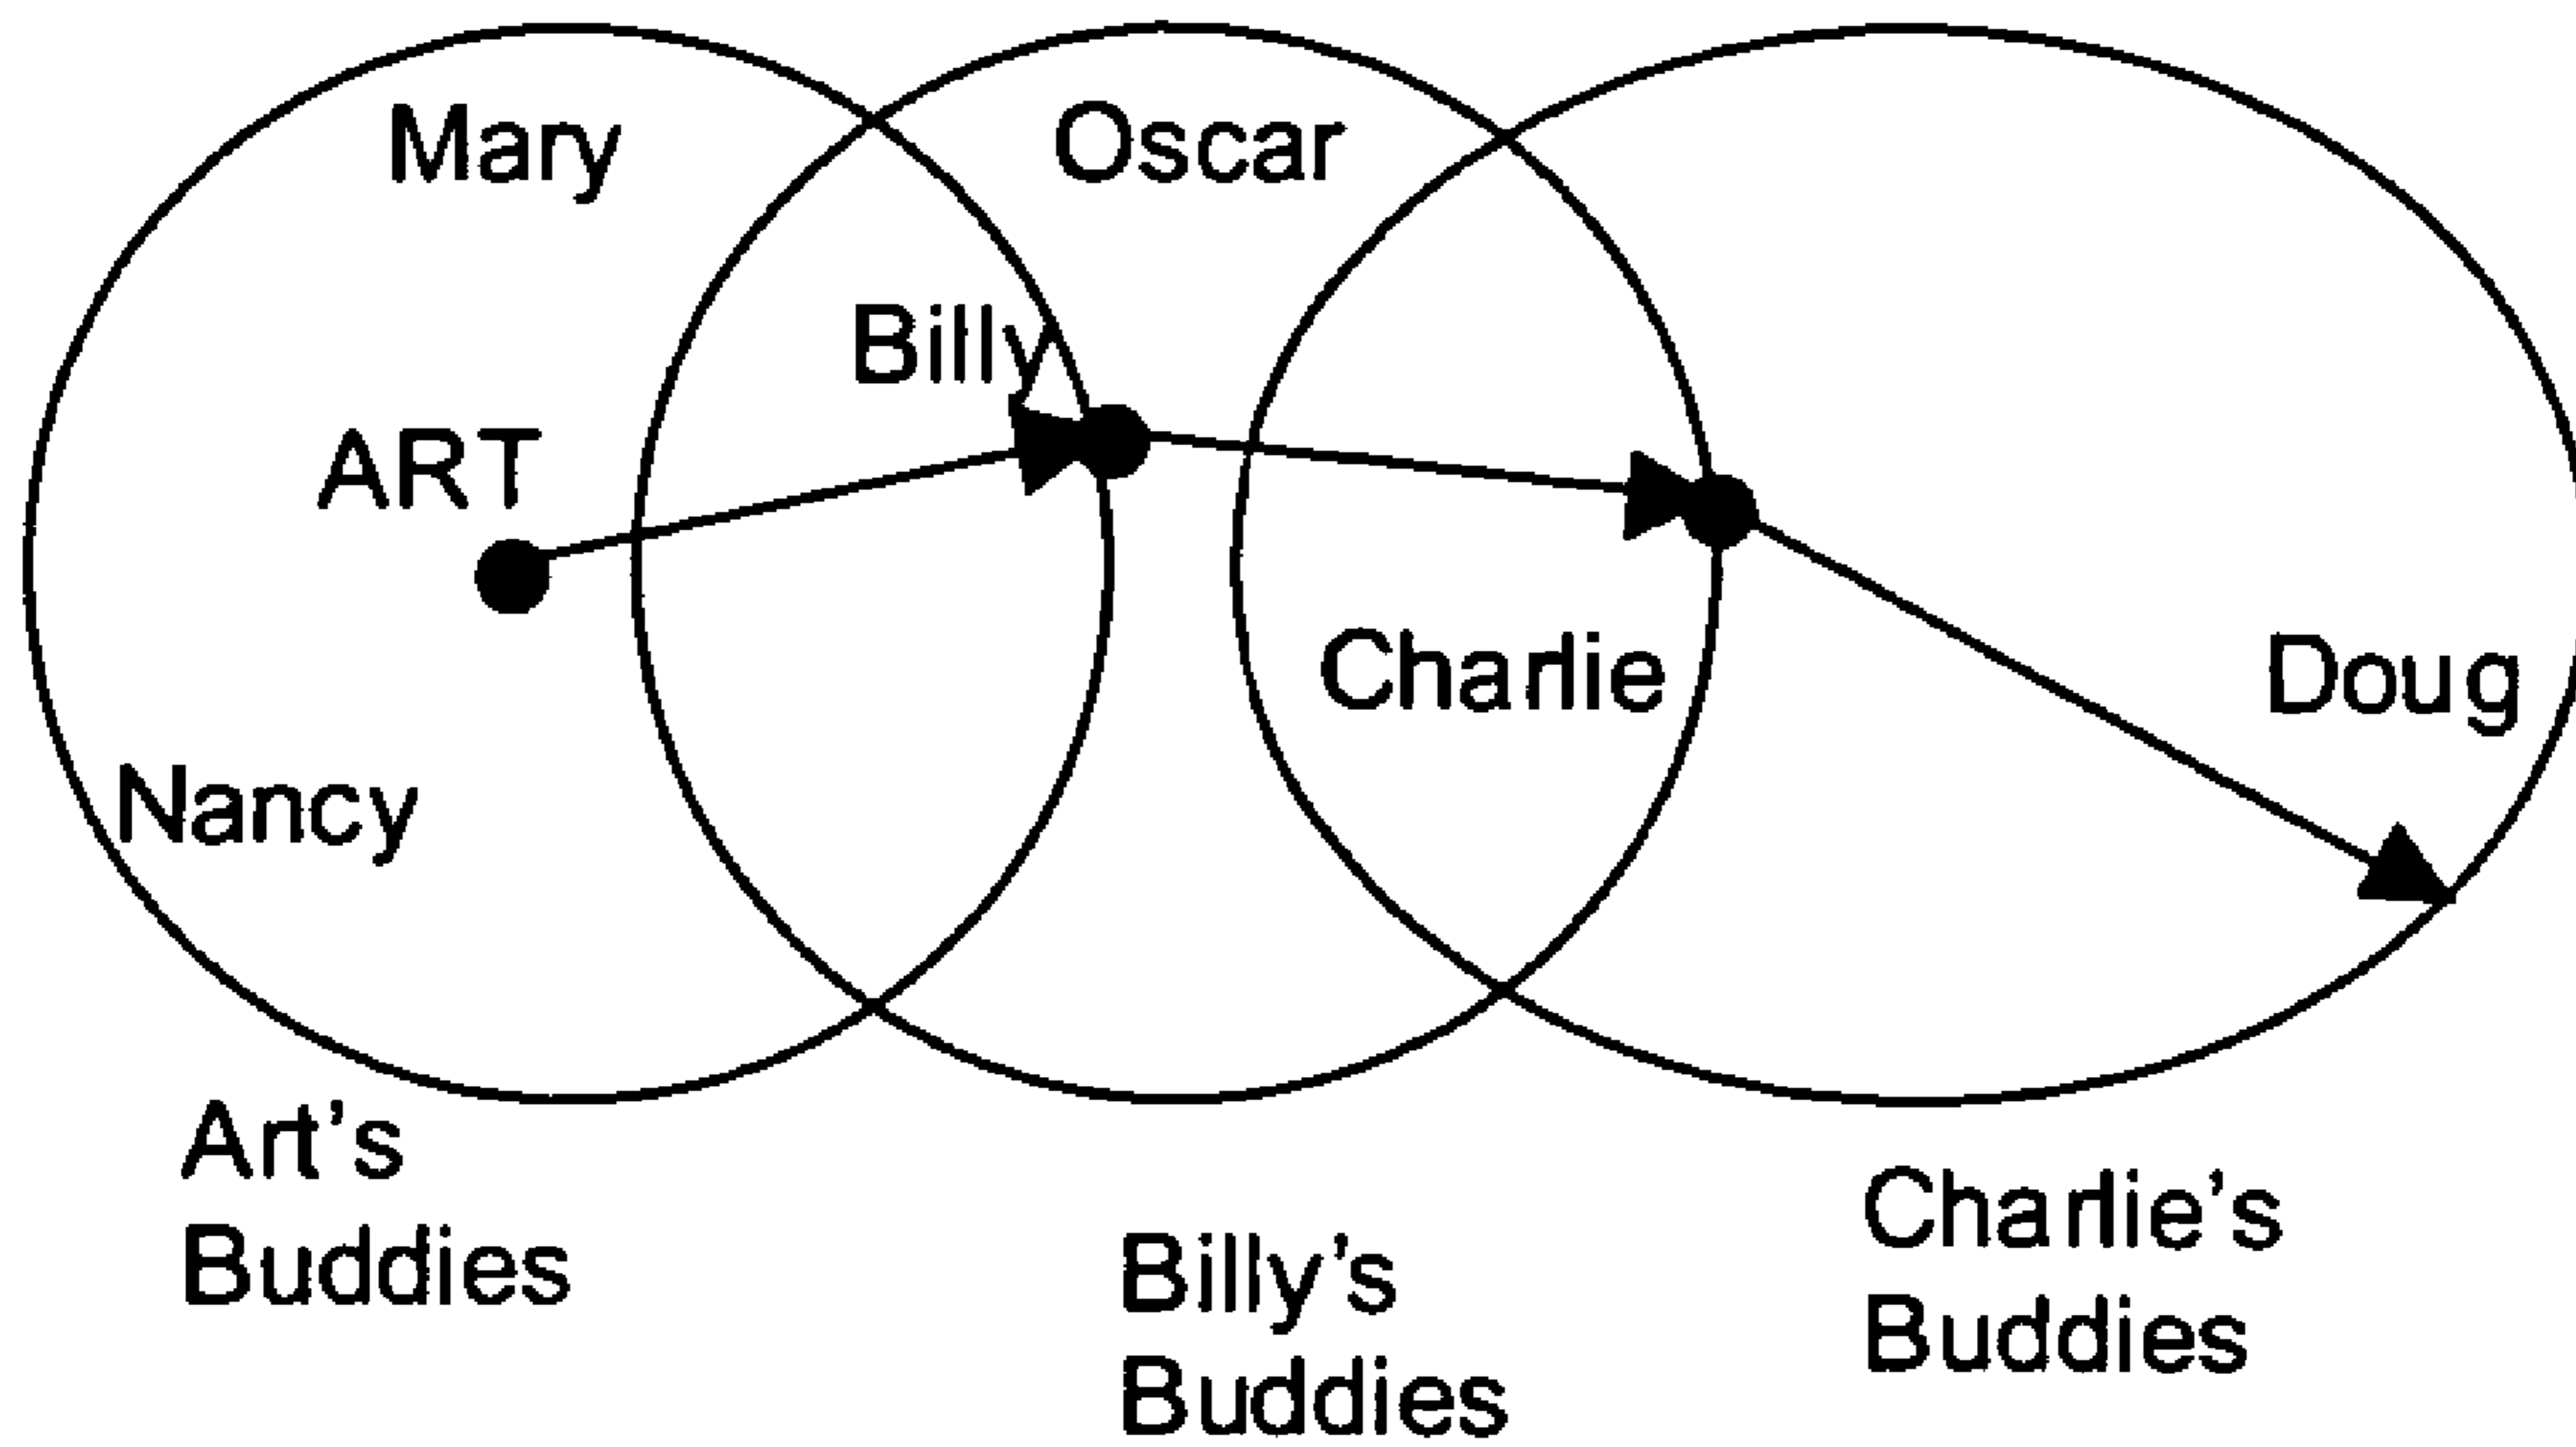 Mary
Oscar
Billy
ART
Charlie
Doug
Nancy
Art's
Buddies
Billy's
Buddies
Charlie's
Buddies